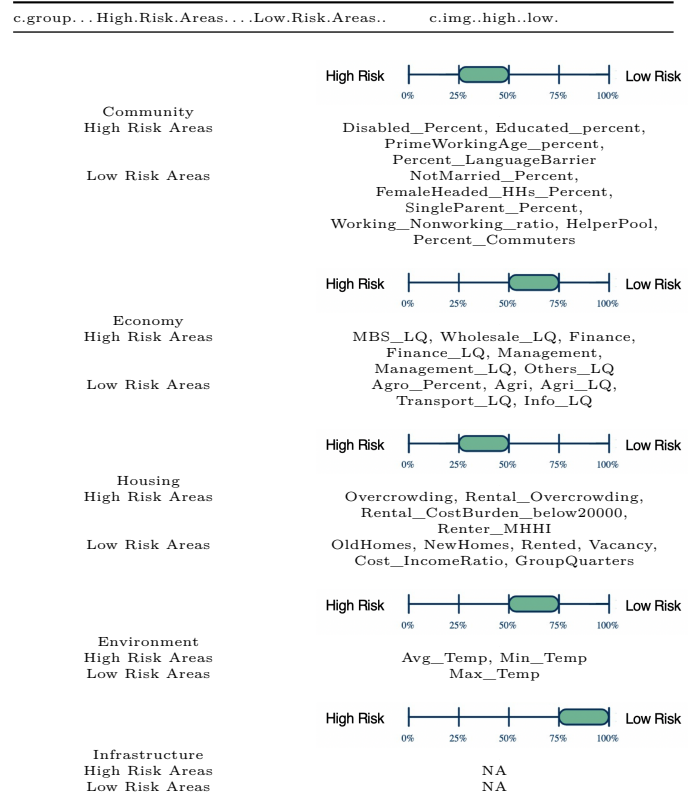 c.group...High.Risk.Areas....Low.Risk.Areas.. c.img..high..low.
High Risk Low Risk
0% 25% 50% 75% 100%
Community
High Risk Areas Disabled_Percent, Educated_percent,
PrimeWorkingAge_percent,
Percent_LanguageBarrier
Low Risk Areas NotMarried_Percent,
FemaleHeaded_HHs_Percent,
SingleParent_Percent,
Working_Nonworking_ratio, HelperPool,
Percent_Commuters
High Risk Low Risk
0% 25% 50% 75% 100%
Economy
High Risk Areas MBS_LQ, Wholesale_LQ, Finance,
Finance_LQ, Management,
Management_LQ, Others_LQ
Low Risk Areas Agro_Percent, Agri, Agri_LQ,
Transport_LQ, Info_LQ
High Risk Low Risk
0% 25% 50% 75% 100%
Housing
High Risk Areas Overcrowding, Rental_Overcrowding,
Rental_CostBurden_below20000,
Renter_MHHI
Low Risk Areas OldHomes, NewHomes, Rented, Vacancy,
Cost_IncomeRatio, GroupQuarters
High Risk Low Risk
0% 25% 50% 75% 100%
Environment
High Risk Areas Avg_Temp, Min_Temp
Low Risk Areas Max_Temp
High Risk Low Risk
0% 25% 50% 75% 100%
Infrastructure
High Risk Areas NA
Low Risk Areas NA